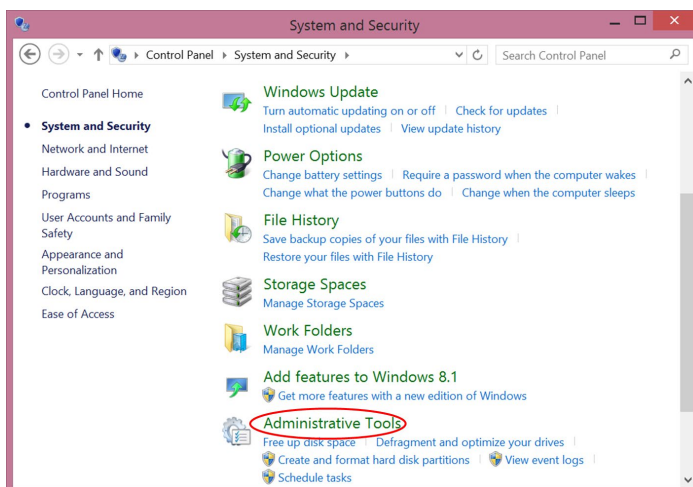 System and Security
Control Panel System and Security
Search Control Panel
Control Panel Home
System and Security
Network and Internet
Hardware and Sound
Programs
User Accounts and Family
Safety
Appearance and
Personalization
Clock, Language, and Region
Ease of Access
Windows Update
Turn automatic updating on or off Check for updates
Install optional updates View update history
Power Options
Change battery settings Require a password when the computer wakes
Change what the power buttons do Change when the computer sleeps
File History
Save backup copies of your files with File History
Restore your files with File History
Storage Spaces
Manage Storage Spaces
Work Folders
Manage Work Folders
Add features to Windows 8.1
Get more features with a new edition of Windows
Administrative Tools
Free up disk space Defragment and optimize your drives
Create and format hard disk partitions View event logs
Schedule tasks